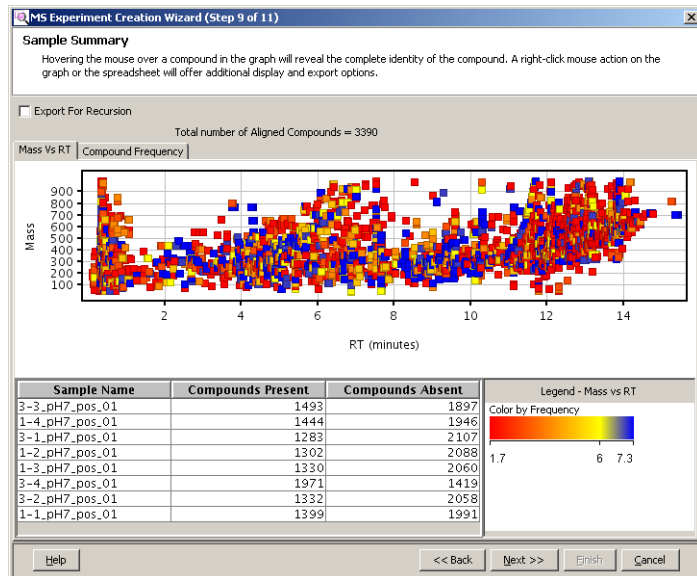 MS Experiment Creation Wizard (Step 9 of 11)
Sample Summary
Hovering the mouse over a compound in the graph will reveal the complete identity of the compound. A right-click mouse action on the
graph or the spreadsheet will offer additional display and export options.
Export For Recursion
Total number of Aligned Compounds = 3390
Mass Vs RT Compound Frequency
900
800
700
600
500
400
300
200
100
Mass
2 4 6 8 10 12 14
RT (minutes)
Sample Name Compounds Present Compounds Absent
3-3_pH7_pos_01 1493 1897
1-4_pH7_pos_01 1444 1946
3-1_pH7_pos_01 1283 2107
1-2_pH7_pos_01 1302 2088
1-3_pH7_pos_01 1330 2060
3-4_pH7_pos_01 1971 1419
3-2_pH7_pos_01 1332 2058
1-1_pH7_pos_01 1399 1991
Legend - Mass vs RT
Color by Frequency
1.7 6 7.3
Help << Back Next >> Finish Cancel